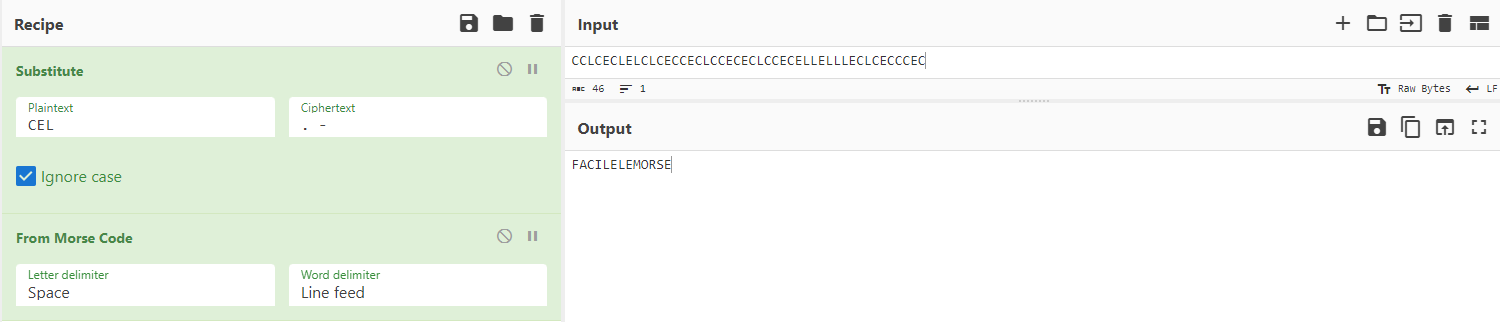 Recipe
Substitute
Plaintext
CEL
Ciphertext
. -
Ignore case
From Morse Code
Letter delimiter
Space
Word delimiter
Line feed
Input
CCLCECLELCLCECCECLCCECECLCCECELLELLLECLCECCCEC
ABC 46 1 Raw Bytes LF
Output
FACILELEMORSE